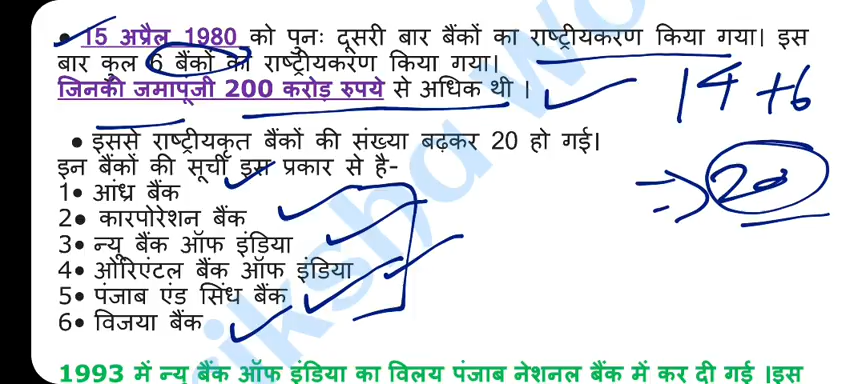 • 15 अप्रैल 1980 को पुनः दूसरी बार बैंकों का राष्ट्रीयकरण किया गया। इस
बार कुल 6 बैंकों का राष्ट्रीयकरण किया गया।
जिनकी जमापूंजी 200 करोड़ रुपये से अधिक थी ।
14 +6
• इससे राष्ट्रीयकृत बैंकों की संख्या बढ़कर 20 हो गई।
इन बैंकों की सूची इस प्रकार से है-
=> 20
1• आंध्र बैंक
2• कारपोरेशन बैंक
3• न्यू बैंक ऑफ इंडिया
4• ओरिएंटल बैंक ऑफ इंडिया
5• पंजाब एंड सिंध बैंक
6• विजया बैंक
1993 में न्यू बैंक ऑफ इंडिया का विलय पंजाब नेशनल बैंक में कर दी गई ।इस